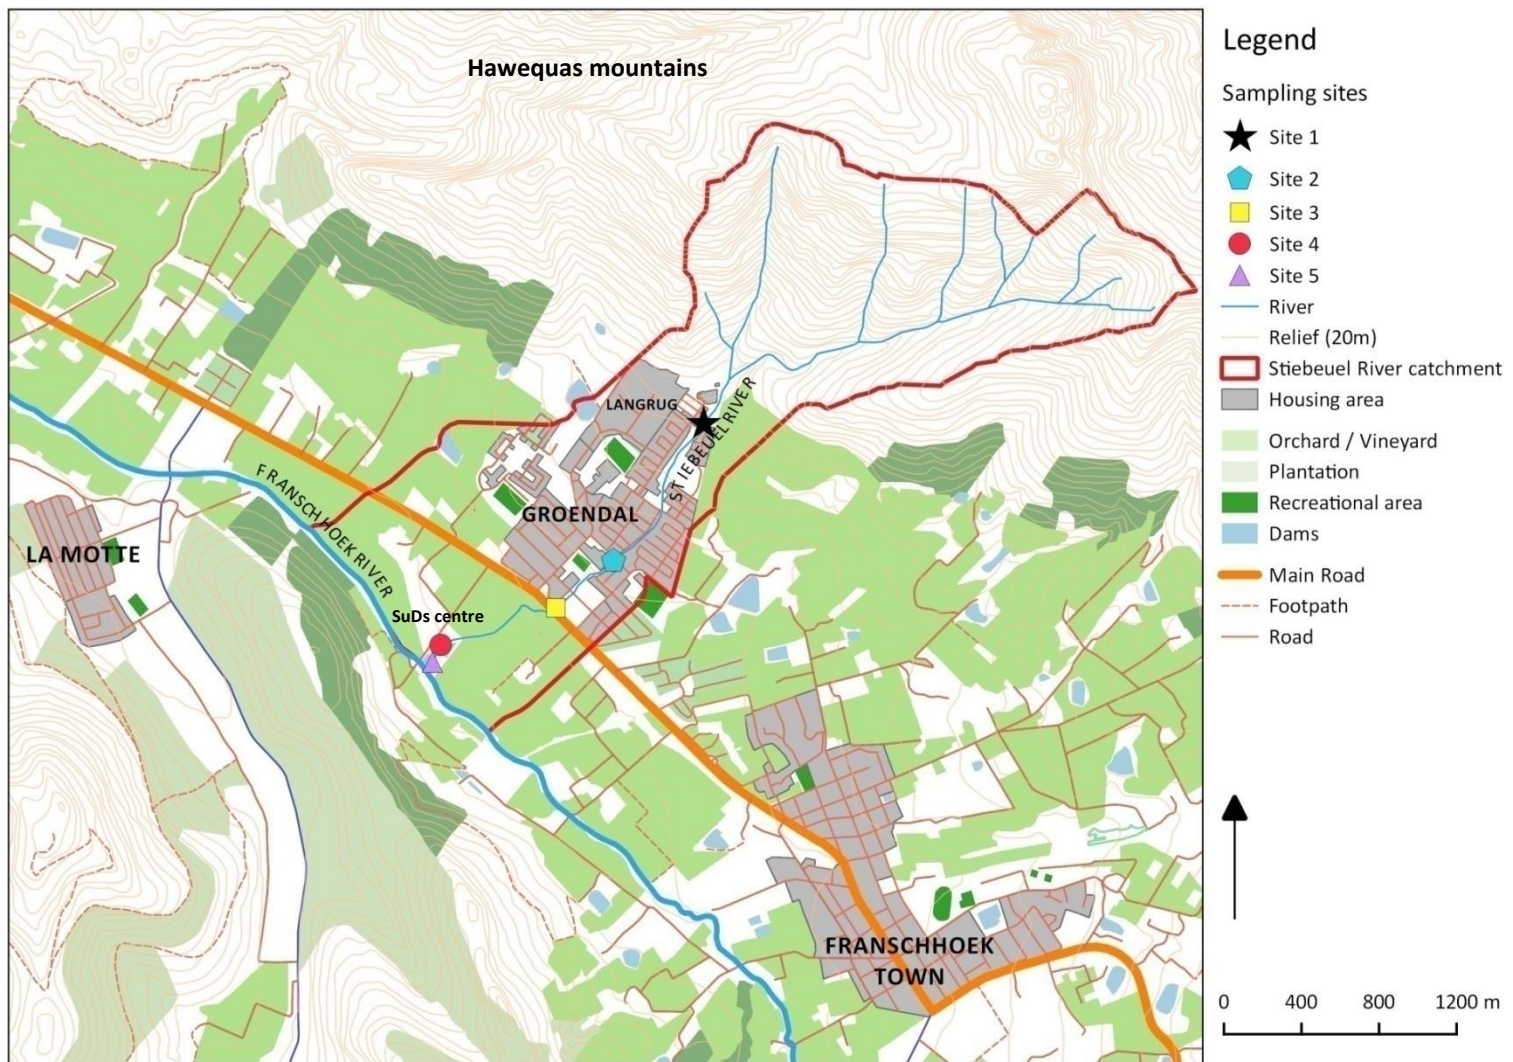 Hawequas mountains
LANGRUG
STIEBEUEL RIVER
GROENDAL
FRANSCHHOEK RIVER
LA MOTTE
SuDs centre
FRANSCHHOEK
TOWN
Legend
Sampling sites
Site 1
Site 2
Site 3
Site 4
Site 5
River
Relief (20m)
Stiebeuel River catchment
Housing area
Orchard / Vineyard
Plantation
Recreational area
Dams
Main Road
Footpath
Road
0 400 800 1200 m